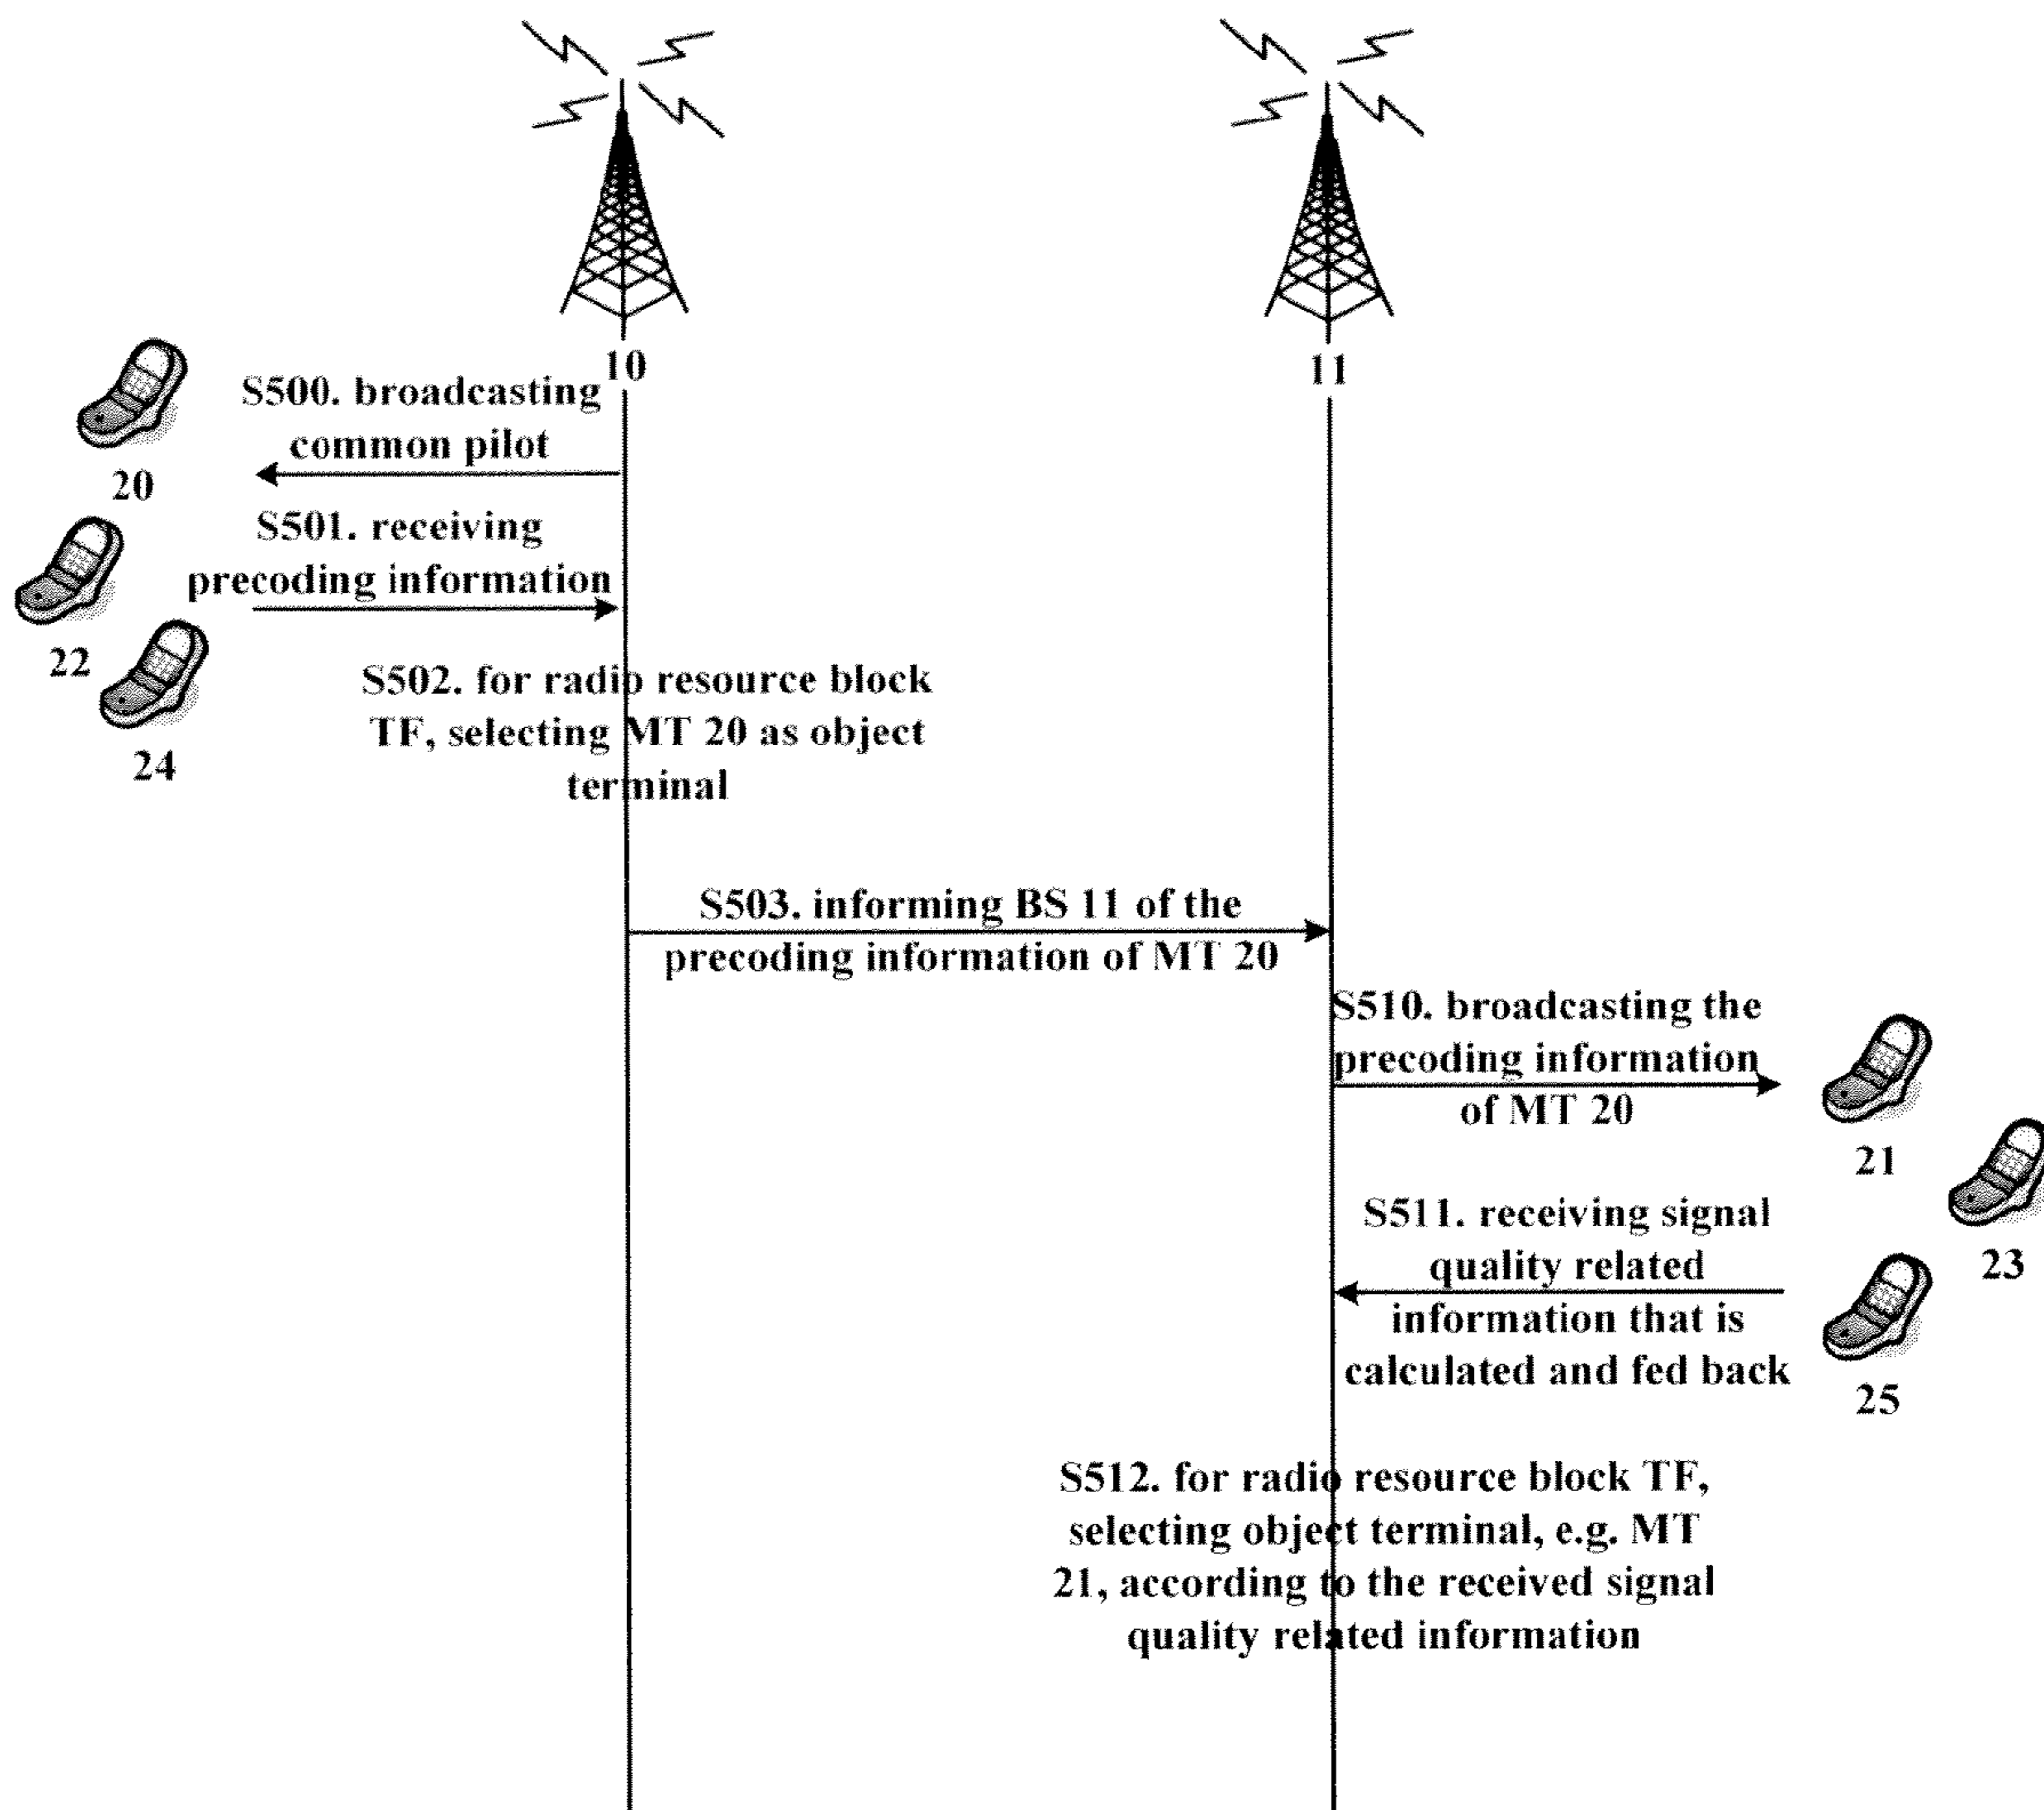 10
11
S500. broadcasting
common pilot
20
S501. receiving
precoding information
22
24
S502. for radio resource block
TF, selecting MT 20 as object
terminal
S503. informing BS 11 of the
precoding information of MT 20
S510. broadcasting the
precoding information
of MT 20
21
23
S511. receiving signal
quality related
information that is
calculated and fed back
25
S512. for radio resource block TF,
selecting object terminal, e.g. MT
21, according to the received signal
quality related information